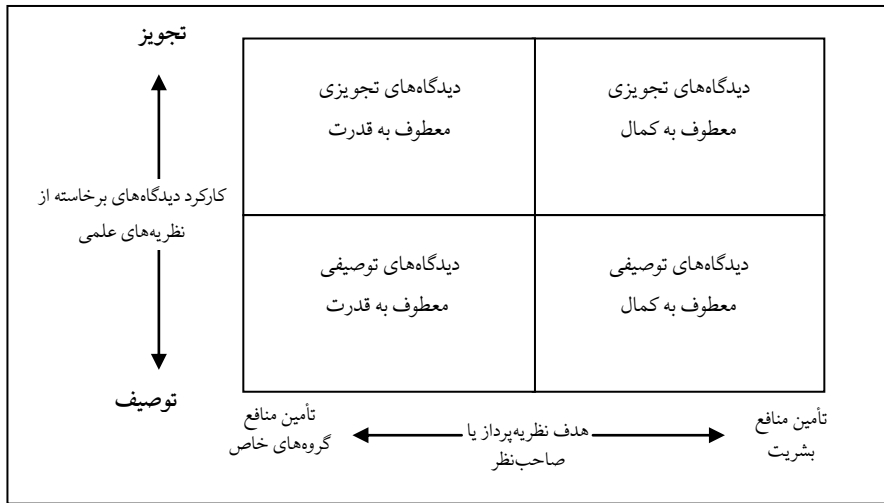 تجویز
دیدگاه‌های تجویزی
معطوف به کمال
دیدگاه‌های تجویزی
معطوف به قدرت
کارکرد دیدگاه‌های برخاسته از
نظریه‌های علمی
دیدگاه‌های توصیفی
معطوف به کمال
دیدگاه‌های توصیفی
معطوف به قدرت
توصیف
تأمین منافع
بشریت
هدف نظریه‌پرداز یا
صاحب‌نظر
تأمین منافع
گروه‌های خاص